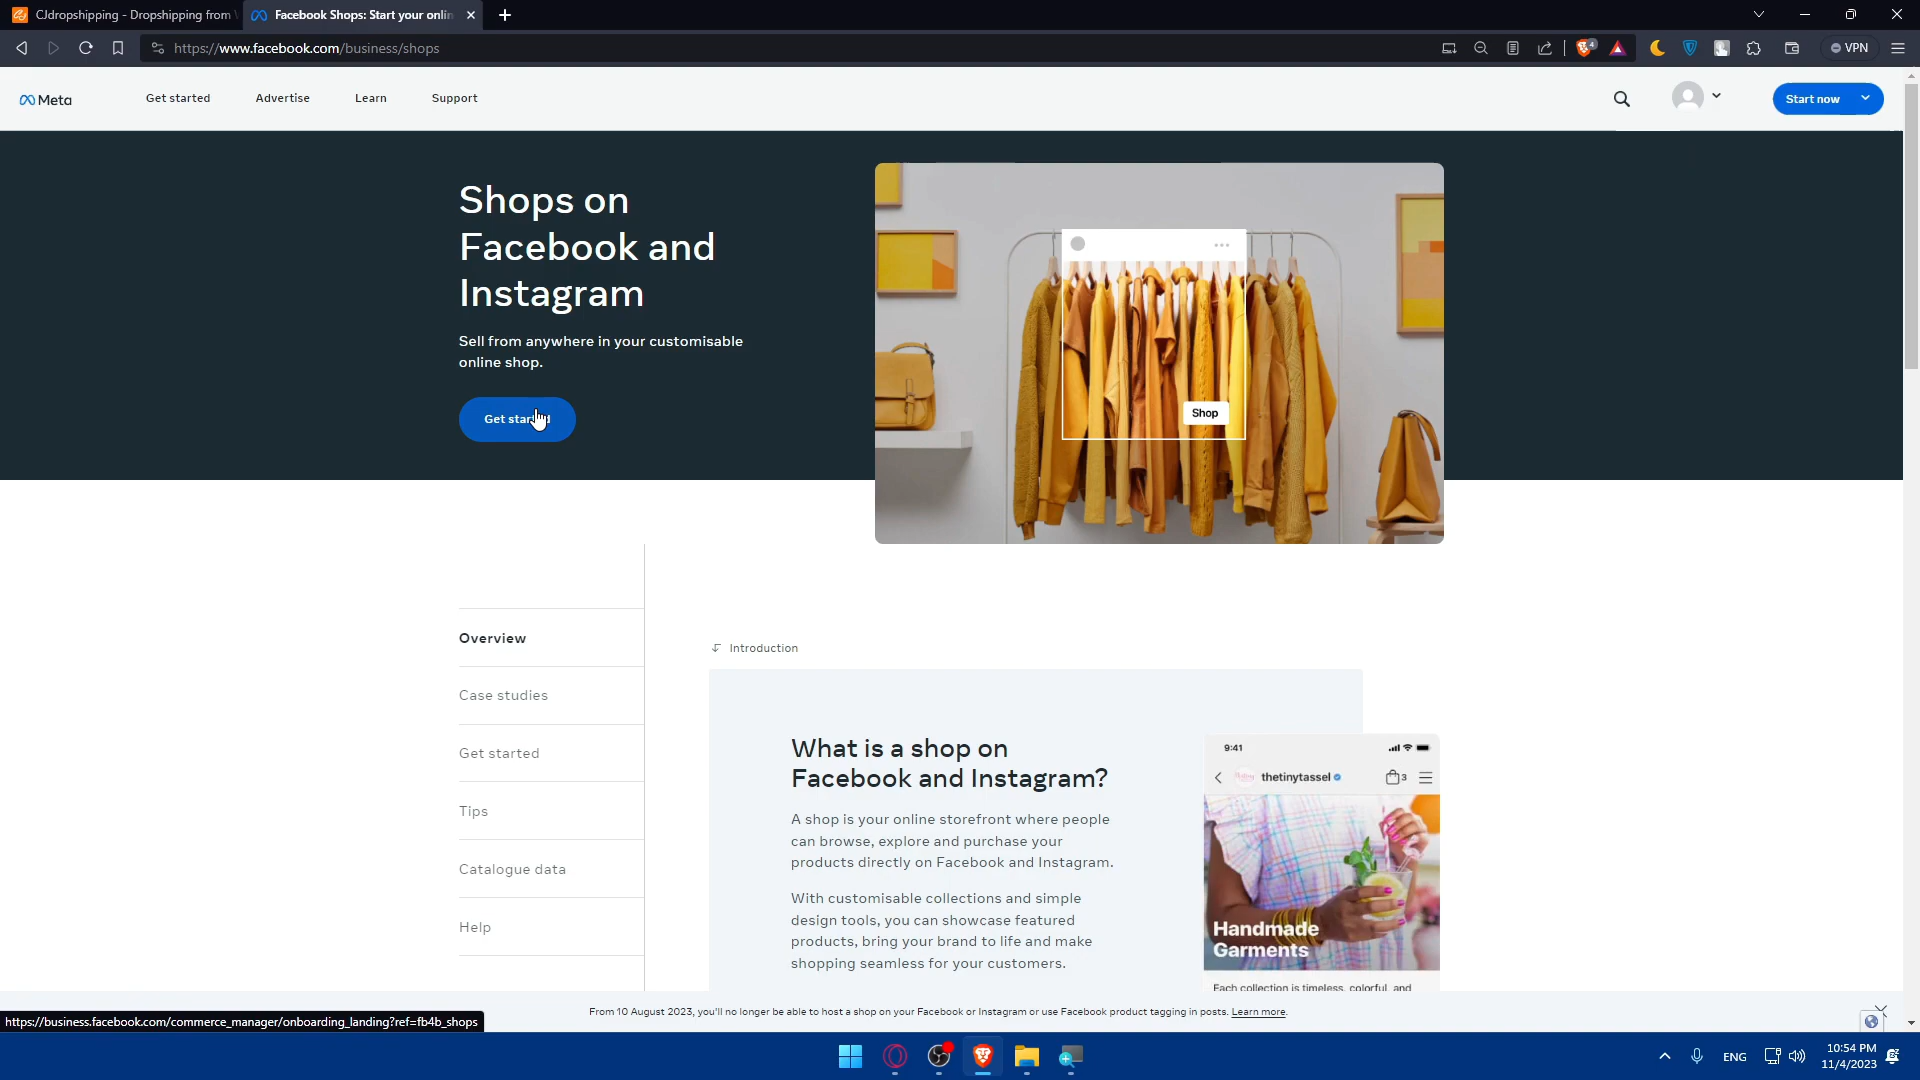 CJdropshipping - Dropshipping from
Facebook Shops: Start your onlin
https://www.facebook.com/business/shops
4
VPN
Meta
Get started
Advertise
Learn
Support
Start now
Shops on
Facebook and
Instagram
Sell from anywhere in your customisable
online shop.
Get started
Shop
Overview
Case studies
Get started
Tips
Catalogue data
Help
Introduction
What is a shop on
Facebook and Instagram?
A shop is your online storefront where people
can browse, explore and purchase your
products directly on Facebook and Instagram.
With customisable collections and simple
design tools, you can showcase featured
products, bring your brand to life and make
shopping seamless for your customers.
9:41
thetinytassel
3
Handmade
Garments
Each collection is timeless, colorful, and
From 10 August 2023, you'll no longer be able to host a shop on your Facebook or Instagram or use Facebook product tagging in posts. Learn more.
https://business.facebook.com/commerce_manager/onboarding_landing?ref=fb4b_shops
ENG
10:54 PM
11/4/2023